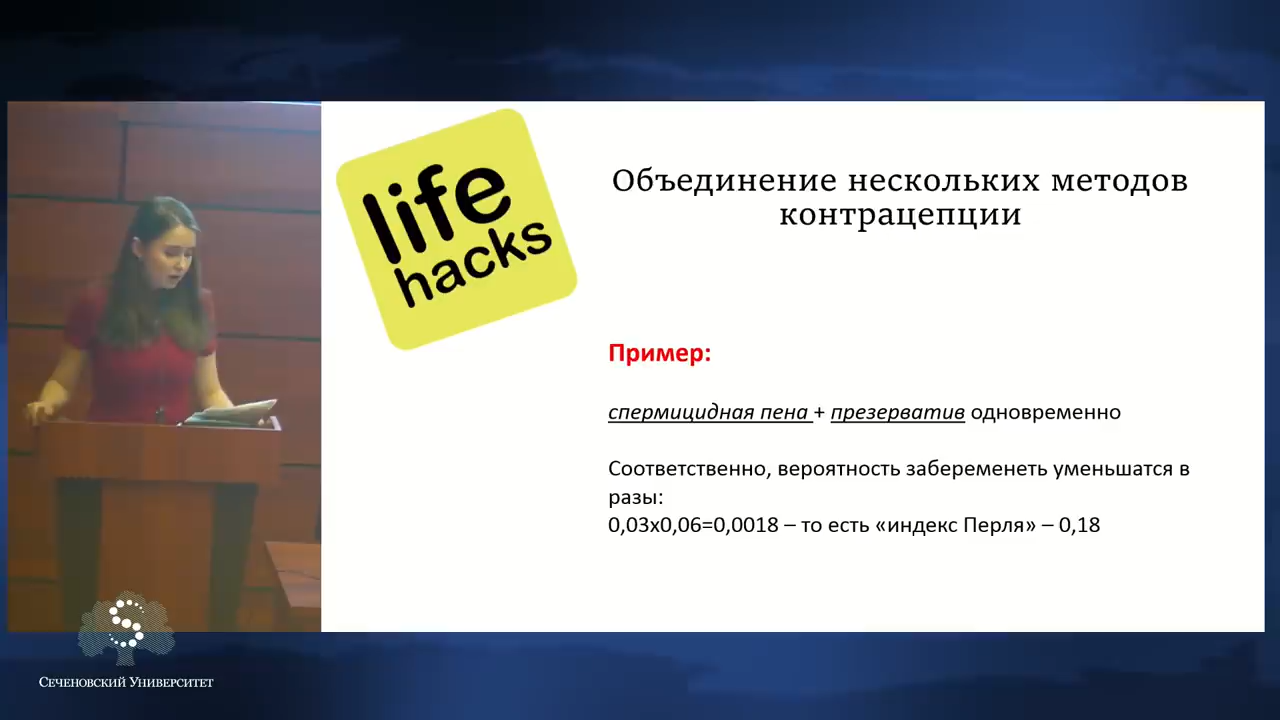 life
hacks
Объединение нескольких методов
контрацепции
Пример:
спермицидная пена + презерватив одновременно
Соответственно, вероятность забеременеть уменьшатся в
разы:
0,03х0,06=0,0018 – то есть «индекс Перля» – 0,18
S
Сеченовский Университет